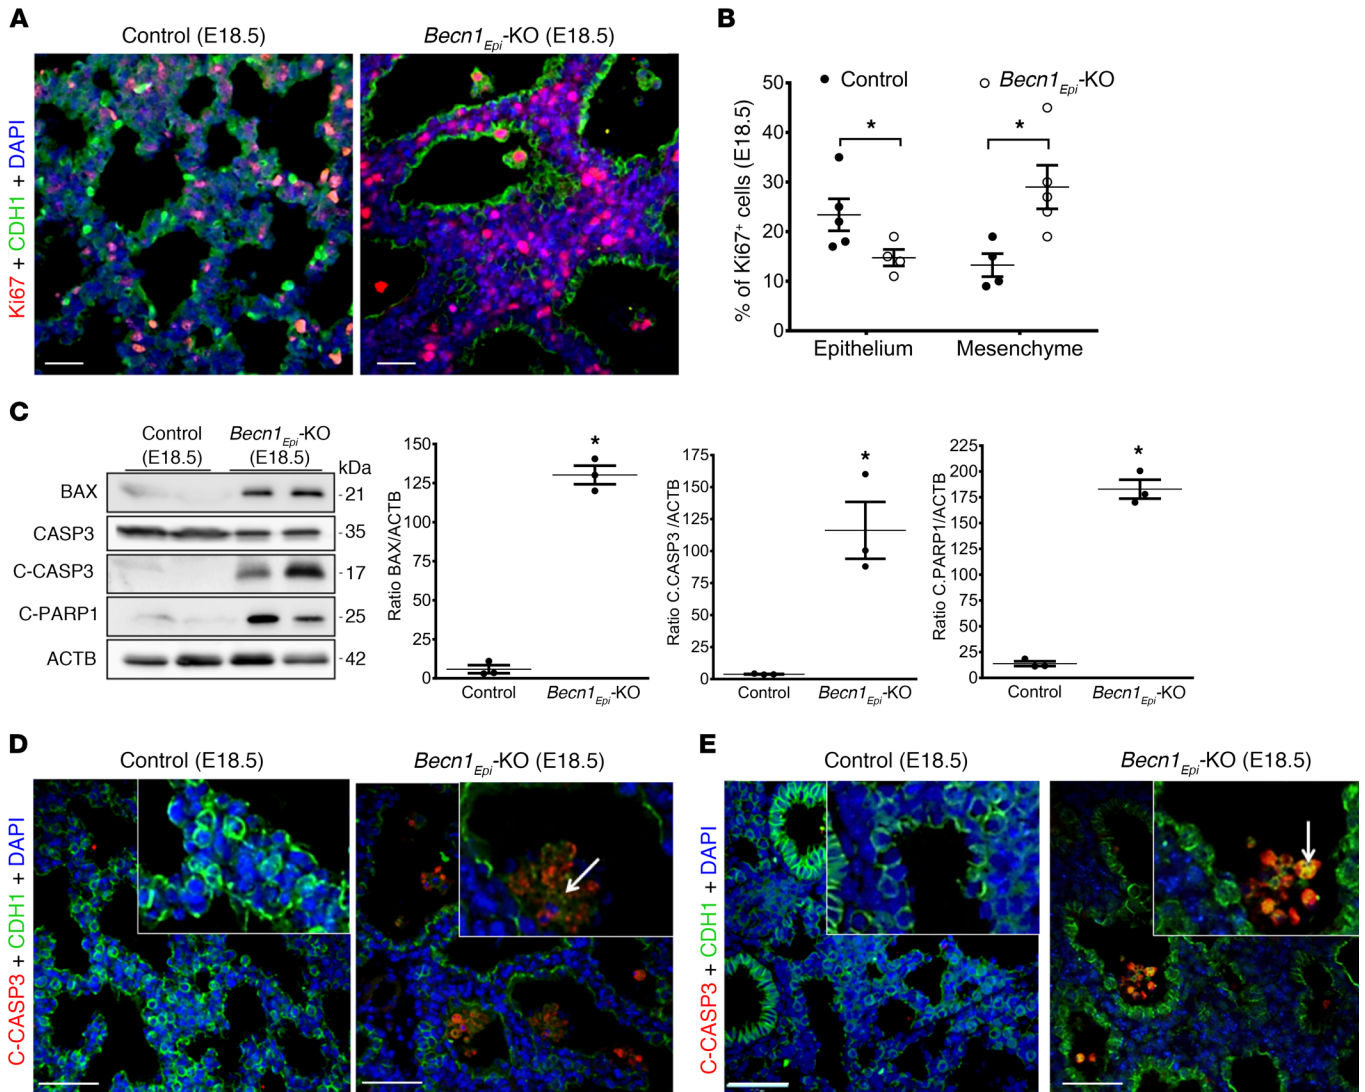 A
Control (E18.5)
Becn1Epi-KO (E18.5)
Ki67 + CDH1 + DAPI
B
Control
Becn1Epi-KO
% of Ki67+ cells (E18.5)
50
40
30
20
10
0
*
*
Epithelium
Mesenchyme
C
Control
(E18.5)
Becn1Epi-KO
(E18.5)
kDa
BAX
-21
CASP3
-35
C-CASP3
-17
C-PARP1
-25
ACTB
-42
Ratio BAX/ACTB
150
125
100
75
50
25
0
*
Control
Becn1Epi-KO
Ratio C.CASP3 /ACTB
175
150
125
100
75
50
25
0
*
Control
Becn1Epi-KO
Ratio C.PARP1/ACTB
225
200
175
150
125
100
75
50
25
0
*
Control
Becn1Epi-KO
D
Control (E18.5)
Becn1Epi-KO (E18.5)
C-CASP3 + CDH1 + DAPI
E
Control (E18.5)
Becn1Epi-KO (E18.5)
C-CASP3 + CDH1 + DAPI